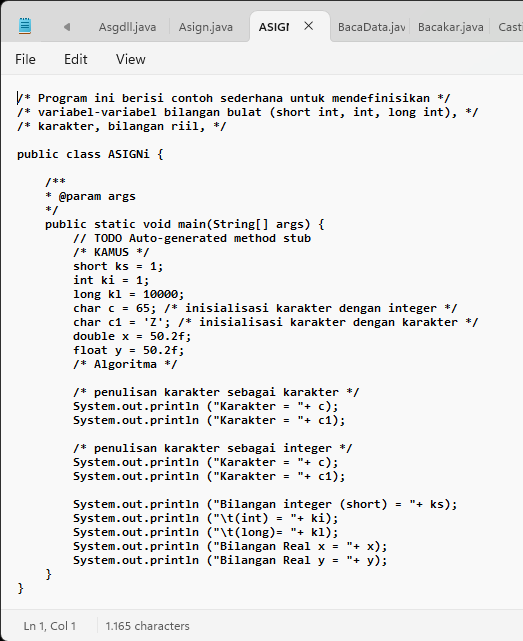 Asgdll.java Asign.java ASIGI BacaData.jav Bacakar.java Casti
File Edit View
/* Program ini berisi contoh sederhana untuk mendefinisikan */
/* variabel-variabel bilangan bulat (short int, int, long int), */
/* karakter, bilangan riil, */
public class ASIGNi {
/**
* @param args
*/
public static void main(String[] args) {
// TODO Auto-generated method stub
/* KAMUS */
short ks = 1;
int ki = 1;
long kl = 10000;
char c = 65; /* inisialisasi karakter dengan integer */
char c1 = 'Z'; /* inisialisasi karakter dengan karakter */
double x = 50.2f;
float y = 50.2f;
/* Algoritma */
/* penulisan karakter sebagai karakter */
System.out.println ("Karakter = "+ c);
System.out.println ("Karakter = "+ c1);
/* penulisan karakter sebagai integer */
System.out.println ("Karakter = "+ c);
System.out.println ("Karakter = "+ c1);
System.out.println ("Bilangan integer (short) = "+ ks);
System.out.println ("\t(int) = "+ ki);
System.out.println ("\t(long)= "+ kl);
System.out.println ("Bilangan Real x = "+ x);
System.out.println ("Bilangan Real y = "+ y);
}
}
Ln 1, Col 1 1.165 characters